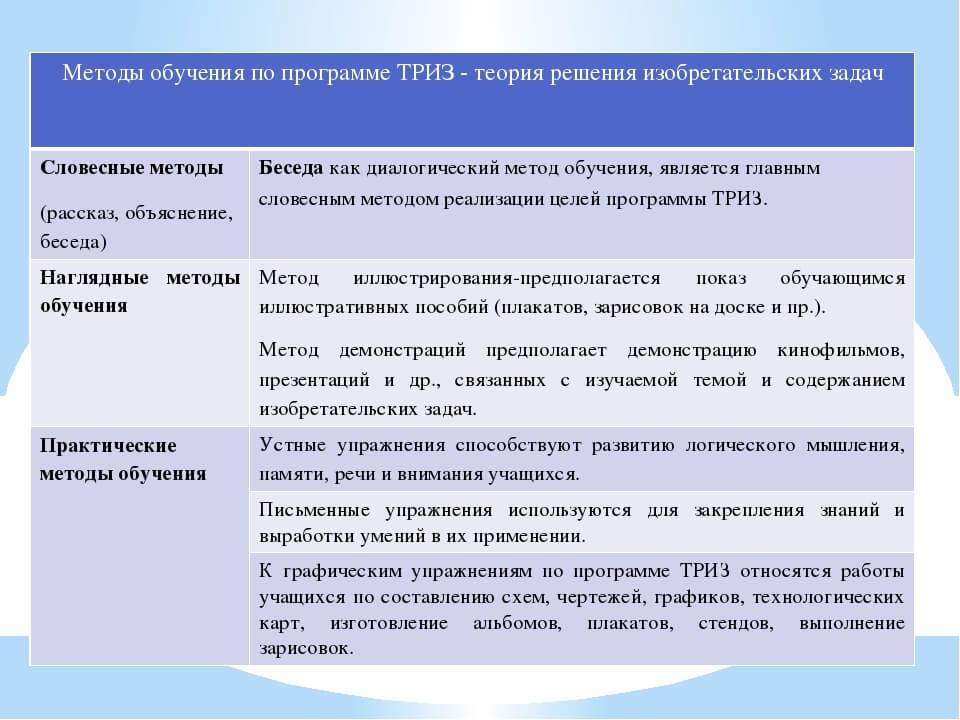 Методы обучения по программе ТРИЗ - теория решения изобретательских задач
Словесные методы
(рассказ, объяснение,
беседа)
Беседа как диалогический метод обучения, является главным
словесным методом реализации целей программы ТРИЗ.
Наглядные методы
обучения
Метод иллюстрирования-предполагается показ обучающимся
иллюстративных пособий (плакатов, зарисовок на доске и пр.).
Метод демонстраций предполагает демонстрацию кинофильмов,
презентаций и др., связанных с изучаемой темой и содержанием
изобретательских задач.
Практические
методы обучения
Устные упражнения способствуют развитию логического мышления,
памяти, речи и внимания учащихся.
Письменные упражнения используются для закрепления знаний и
выработки умений в их применении.
К графическим упражнениям по программе ТРИЗ относятся работы
учащихся по составлению схем, чертежей, графиков, технологических
карт, изготовление альбомов, плакатов, стендов, выполнение
зарисовок.